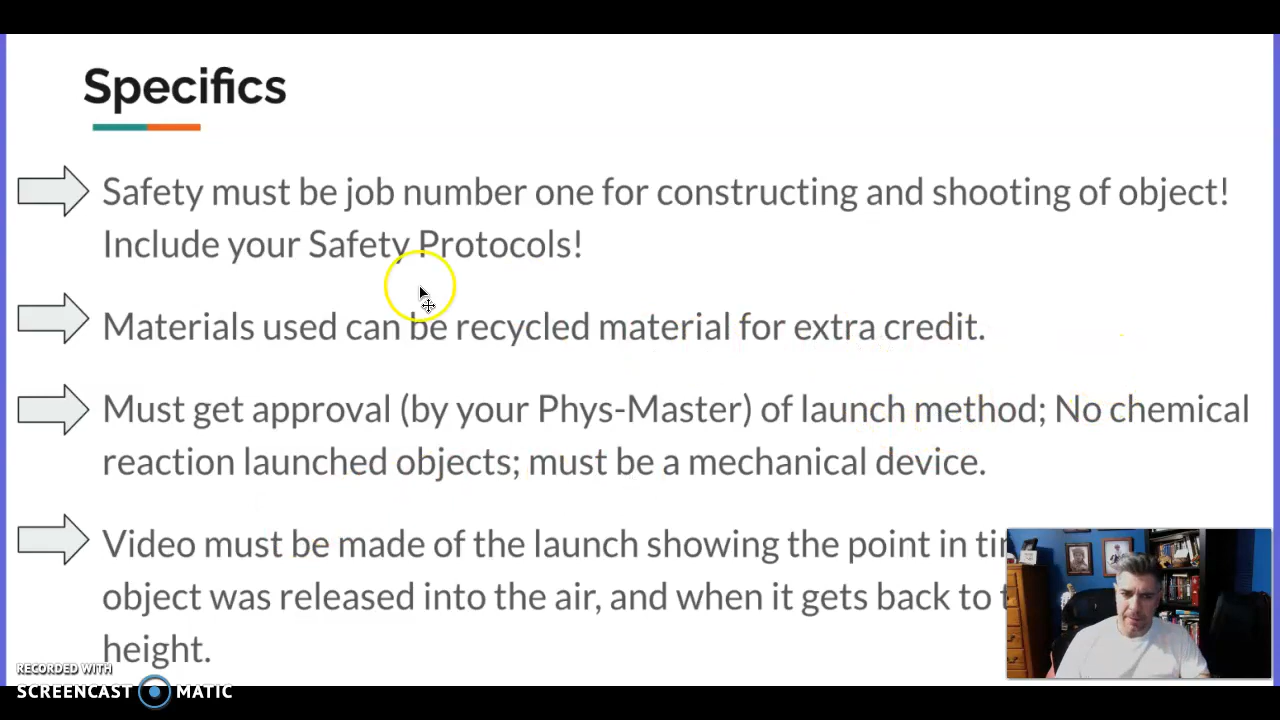 Specifics
Safety must be job number one for constructing and shooting of object!
Include your Safety Protocols!
Materials used can be recycled material for extra credit.
Must get approval (by your Phys-Master) of launch method; No chemical
reaction launched objects; must be a mechanical device.
Video must be made of the launch showing the point in
object was released into the air, and when it gets back to
height.
RECORDED WITH
SCREENCAST MATIC